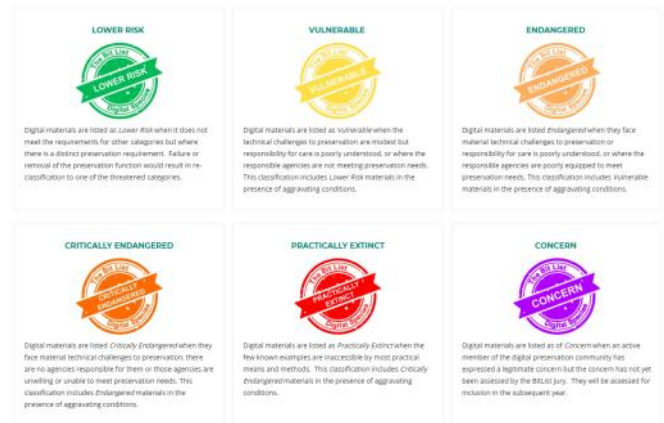 LOWER RISK
The Bit List
LOWER RISK
Digital Species
Digital materials are listed as Lower Risk when it does not
meet the requirements for other categories but where
there is a distinct preservation requirement. Failure or
removal of the preservation function would result in re-
classification to one of the threatened categories.
VULNERABLE
The Bit List
VULNERABLE
Digital Species
Digital materials are listed as Vulnerable when the
technical challenges to preservation are modest but
responsibility for care is poorly understood, or where the
responsible agencies are not meeting preservation needs.
This classification includes Lower Risk materials in the
presence of aggravating conditions.
ENDANGERED
The Bit List
ENDANGERED
Digital Species
Digital materials are listed Endangered when they face
material technical challenges to preservation or
responsibility for care is poorly understood, or where the
responsible agencies are poorly equipped to meet
preservation needs. This classification includes Vulnerable
materials in the presence of aggravating conditions.
CRITICALLY ENDANGERED
The Bit List
CRITICALLY
ENDANGERED
Digital Species
Digital materials are listed Critically Endangered when they
face material technical challenges to preservation, there
are no agencies responsible for them or those agencies are
unwilling or unable to meet preservation needs. This
classification includes Endangered materials in the
presence of aggravating conditions.
PRACTICALLY EXTINCT
The Bit List
PRACTICALLY
EXTINCT
Digital Species
Digital materials are listed as Practically Extinct when the
few known examples are inaccessible by most practical
means and methods. This classification includes Critically
Endangered materials in the presence of aggravating
conditions.
CONCERN
The Bit List
CONCERN
Digital Species
Digital materials are listed as of Concern when an active
member of the digital preservation community has
expressed a legitimate concern but the concern has not yet
been assessed by the BitList Jury. They will be assessed for
inclusion in the subsequent year.